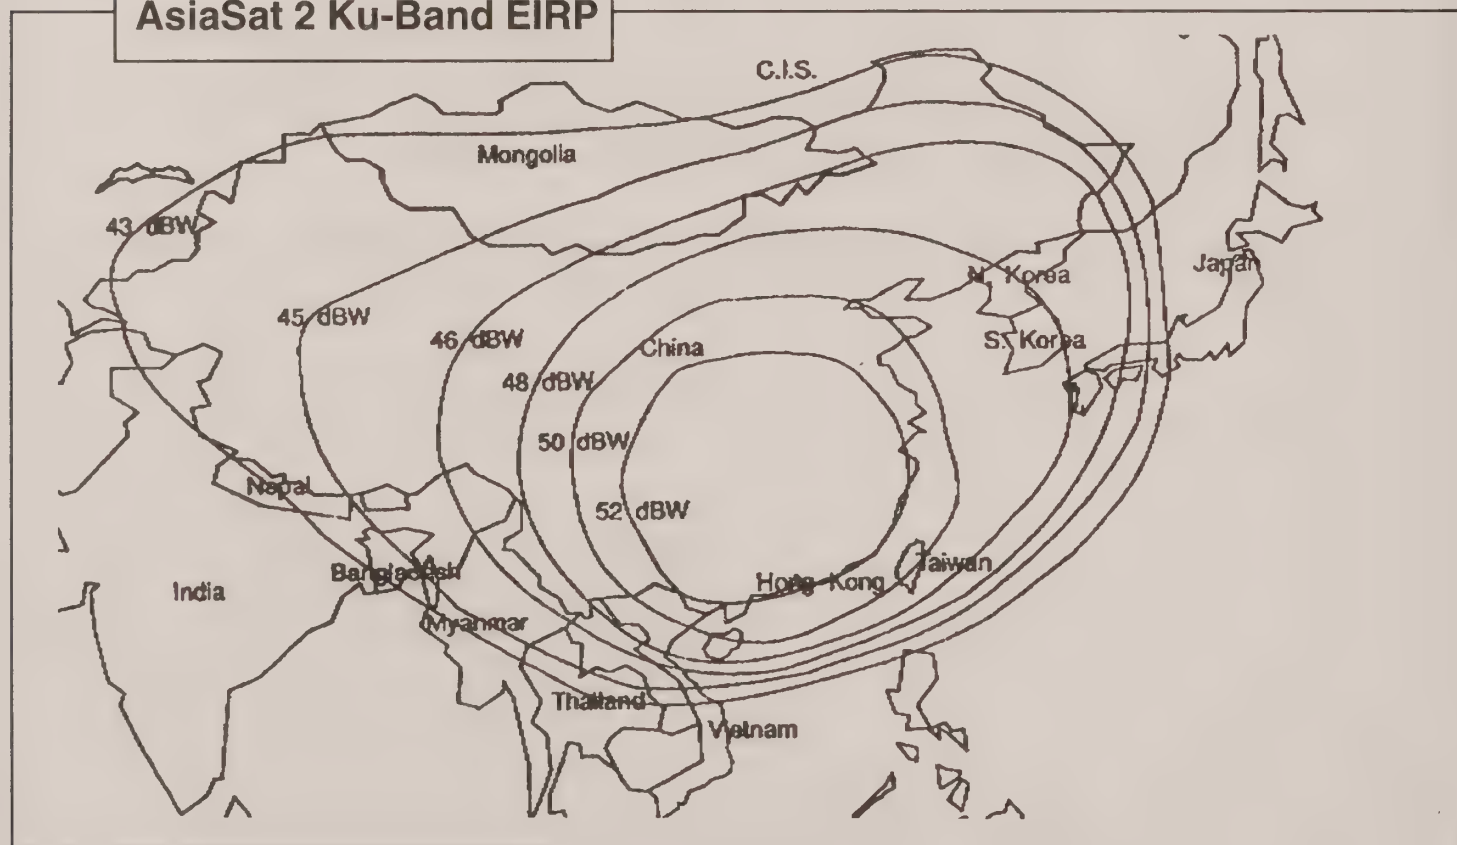 AsiaSat 2 Ku-Band EIRP
C.I.S.
Mongolia
43 dBW
Japan
N. Korea
45 dBW
46 dBW
S. Korea
China
48 dBW
50 dBW
Nepal
52 dBW
Taiwan
Bangladesh
Hong Kong
India
Myanmar
Thailand
Vietnam